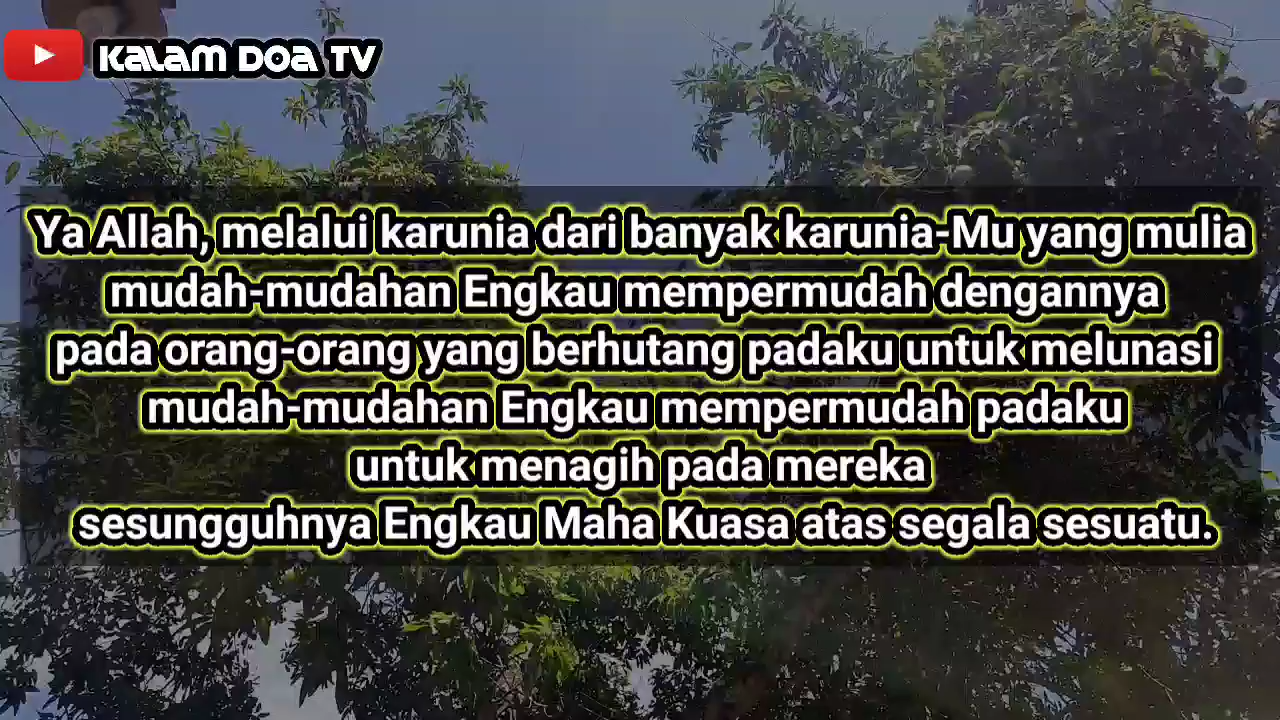 KALAM DOA TV
Ya Allah, melalui karunia dari banyak karunia-Mu yang mulia
mudah-mudahan Engkau mempermudah dengannya
pada orang-orang yang berhutang padaku untuk melunasi
mudah-mudahan Engkau mempermudah padaku
untuk menagih pada mereka
sesungguhnya Engkau Maha Kuasa atas segala sesuatu.